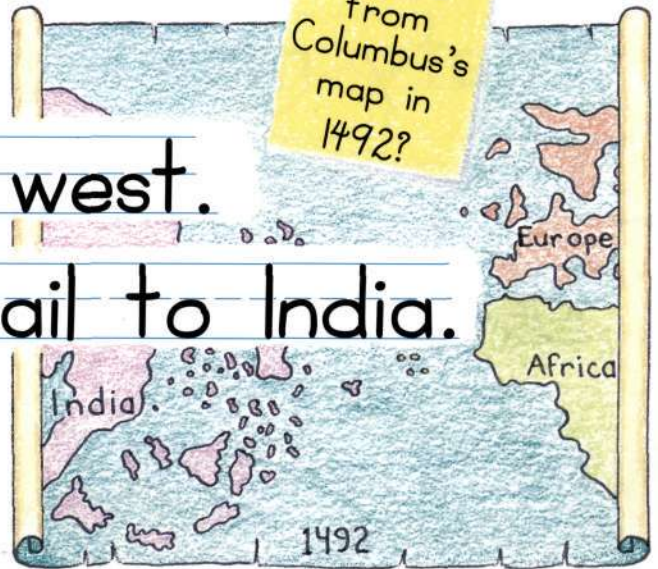 from
Columbus's
map in
1492?
west.
ail to India.
Europe
Africa
India
1492